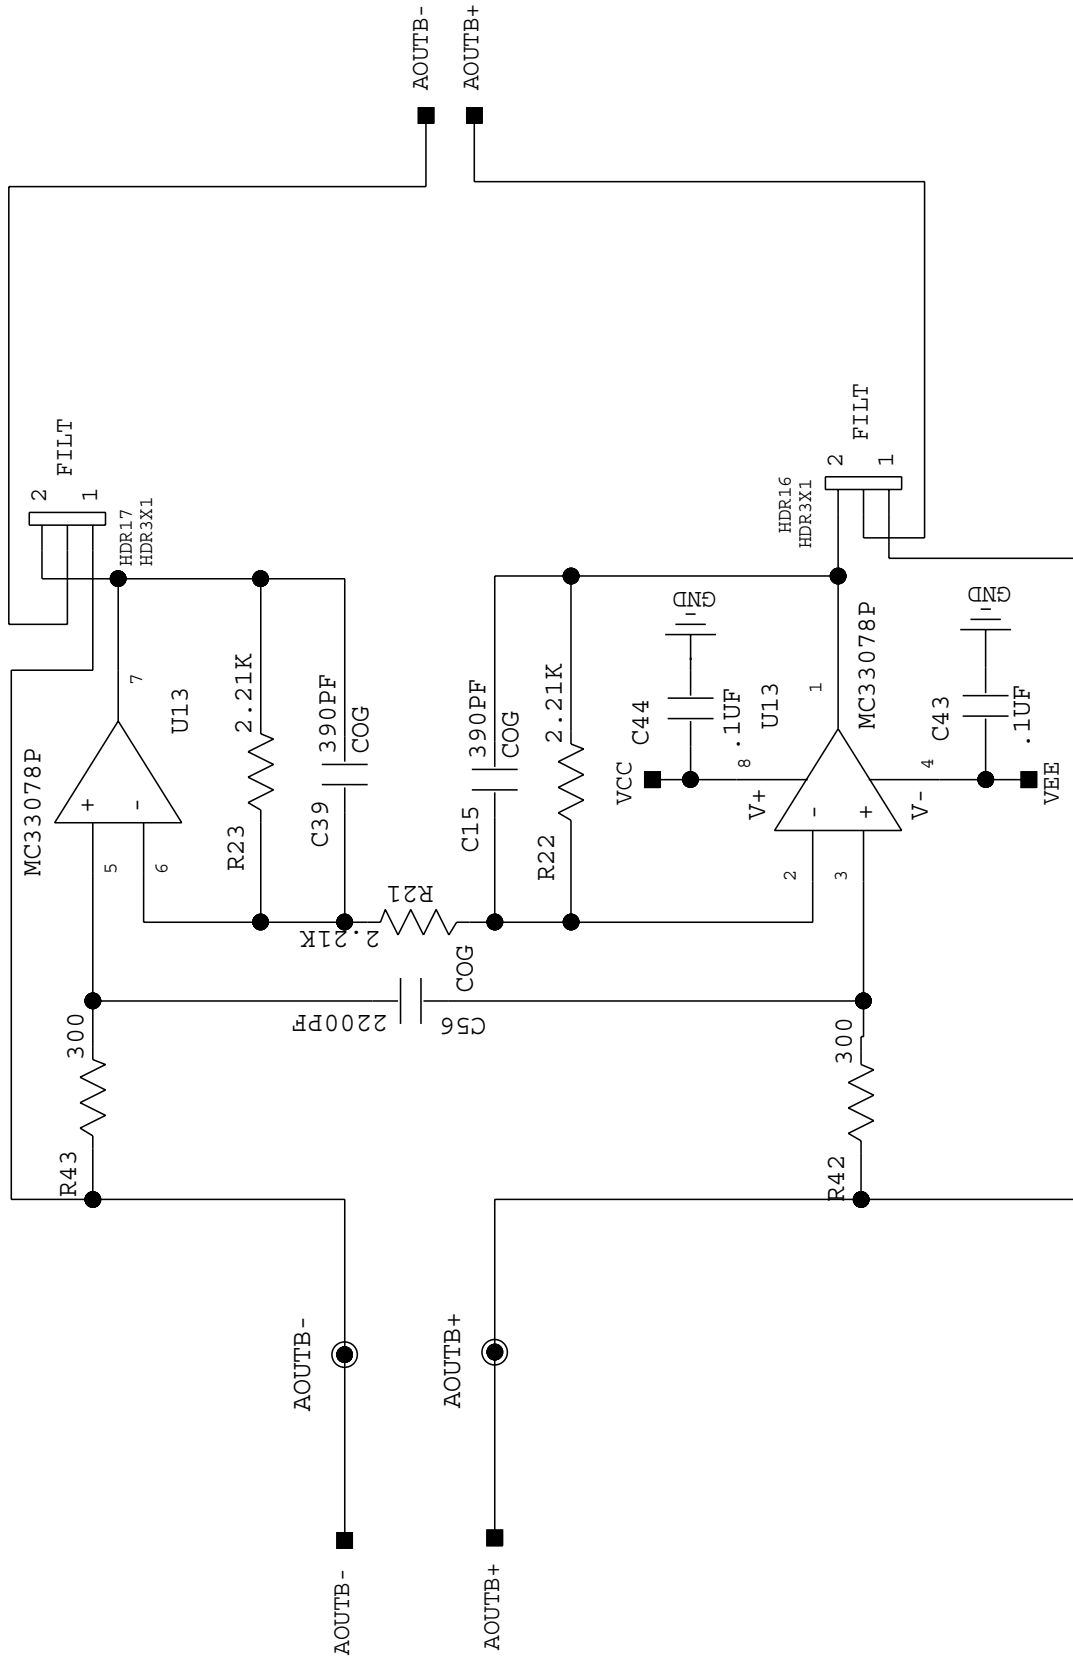 AOUTB-
AOUTB+
FILT
2
1
HDR17
HDR3X1
MC33078P
7
U13
+
-
5
6
2.21K
R23
390PF
COG
C39
390PF
COG
C15
2.21K
R22
R21
2.21K
HDR16
HDR3X1
2
1
FILT
GND
C44
.1UF
VCC
8
V+
U13
1
MC33078P
-
+
2
3
V-
4
VEE
C43
.1UF
GND
COG
2200PF
C56
300
R43
300
R42
AOUTB-
AOUTB+
AOUTB-
AOUTB+